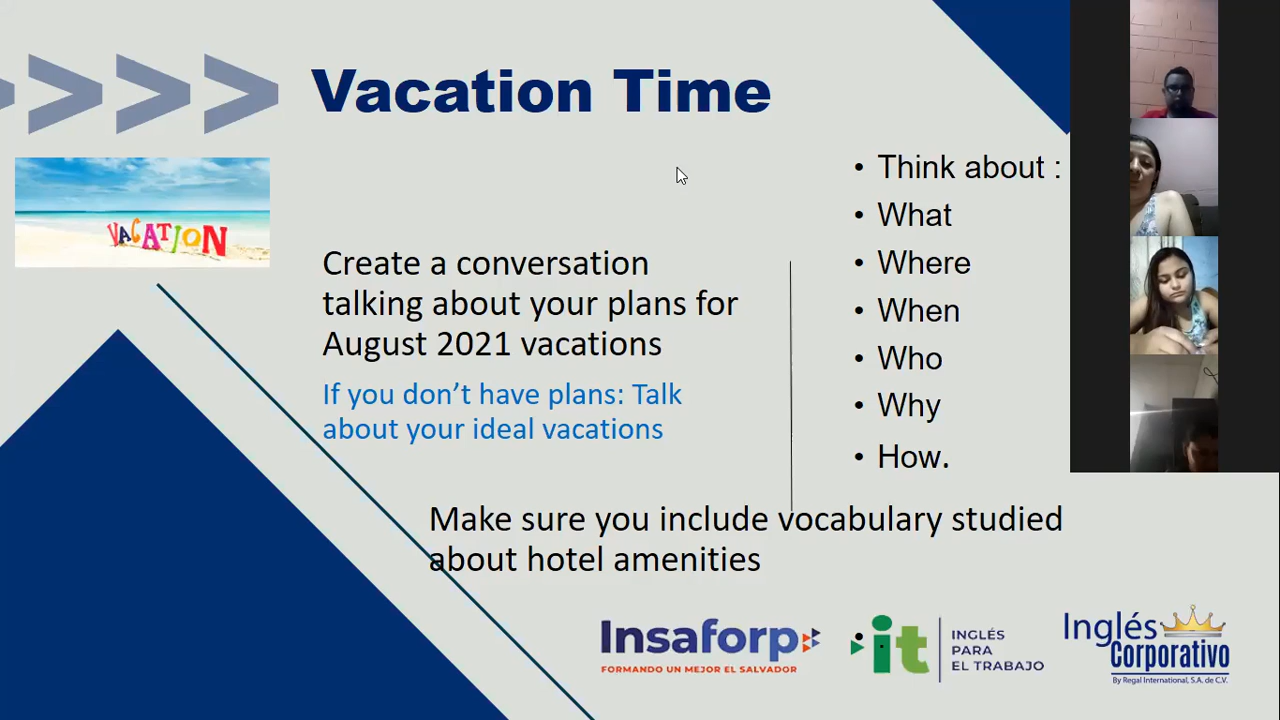 Vacation Time
VACATION
Create a conversation
talking about your plans for
August 2021 vacations
If you don't have plans: Talk
about your ideal vacations
• Think about :
• What
• Where
• When
• Who
• Why
• How.
Make sure you include vocabulary studied
about hotel amenities
Insaforp
FORMANDO UN MEJOR EL SALVADOR
it
INGLÉS
PARA
EL TRABAJO
Inglés
Corporativo
By Regal International, S.A. de C.V.